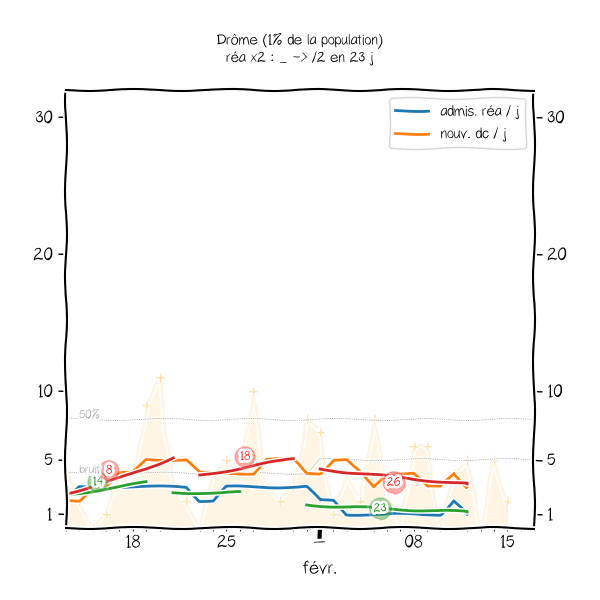 Drôme (1% de la population)
réa x2 : _ -> /2 en 23 j
admis. réa / j
nouv. dc / j
30 30
20 20
10 10
50%
5 5
bruit
8
18
14
26
23
1 1
18 25 _ 08 15
févr.